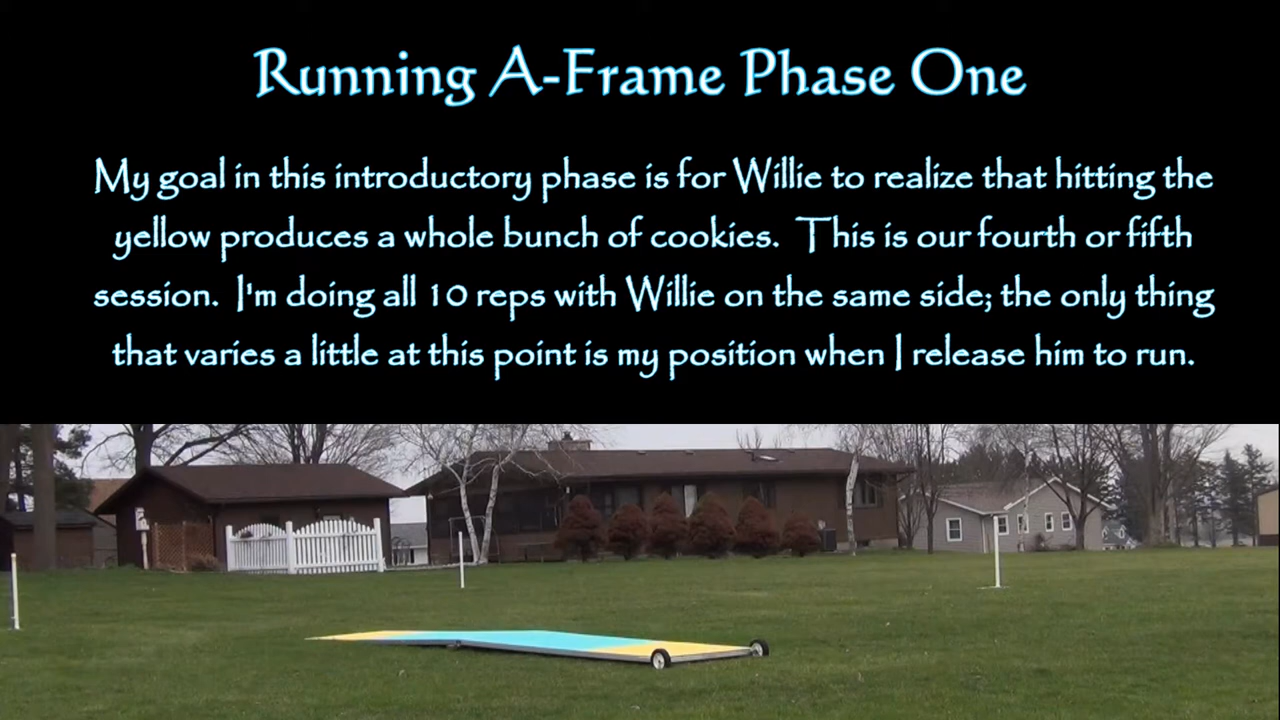 Running A-Frame Phase One
My goal in this introductory phase is for Willie to realize that hitting the
yellow produces a whole bunch of cookies.  This is our fourth or fifth
session.  I'm doing all 10 reps with Willie on the same side; the only thing
that varies a little at this point is my position when I release him to run.